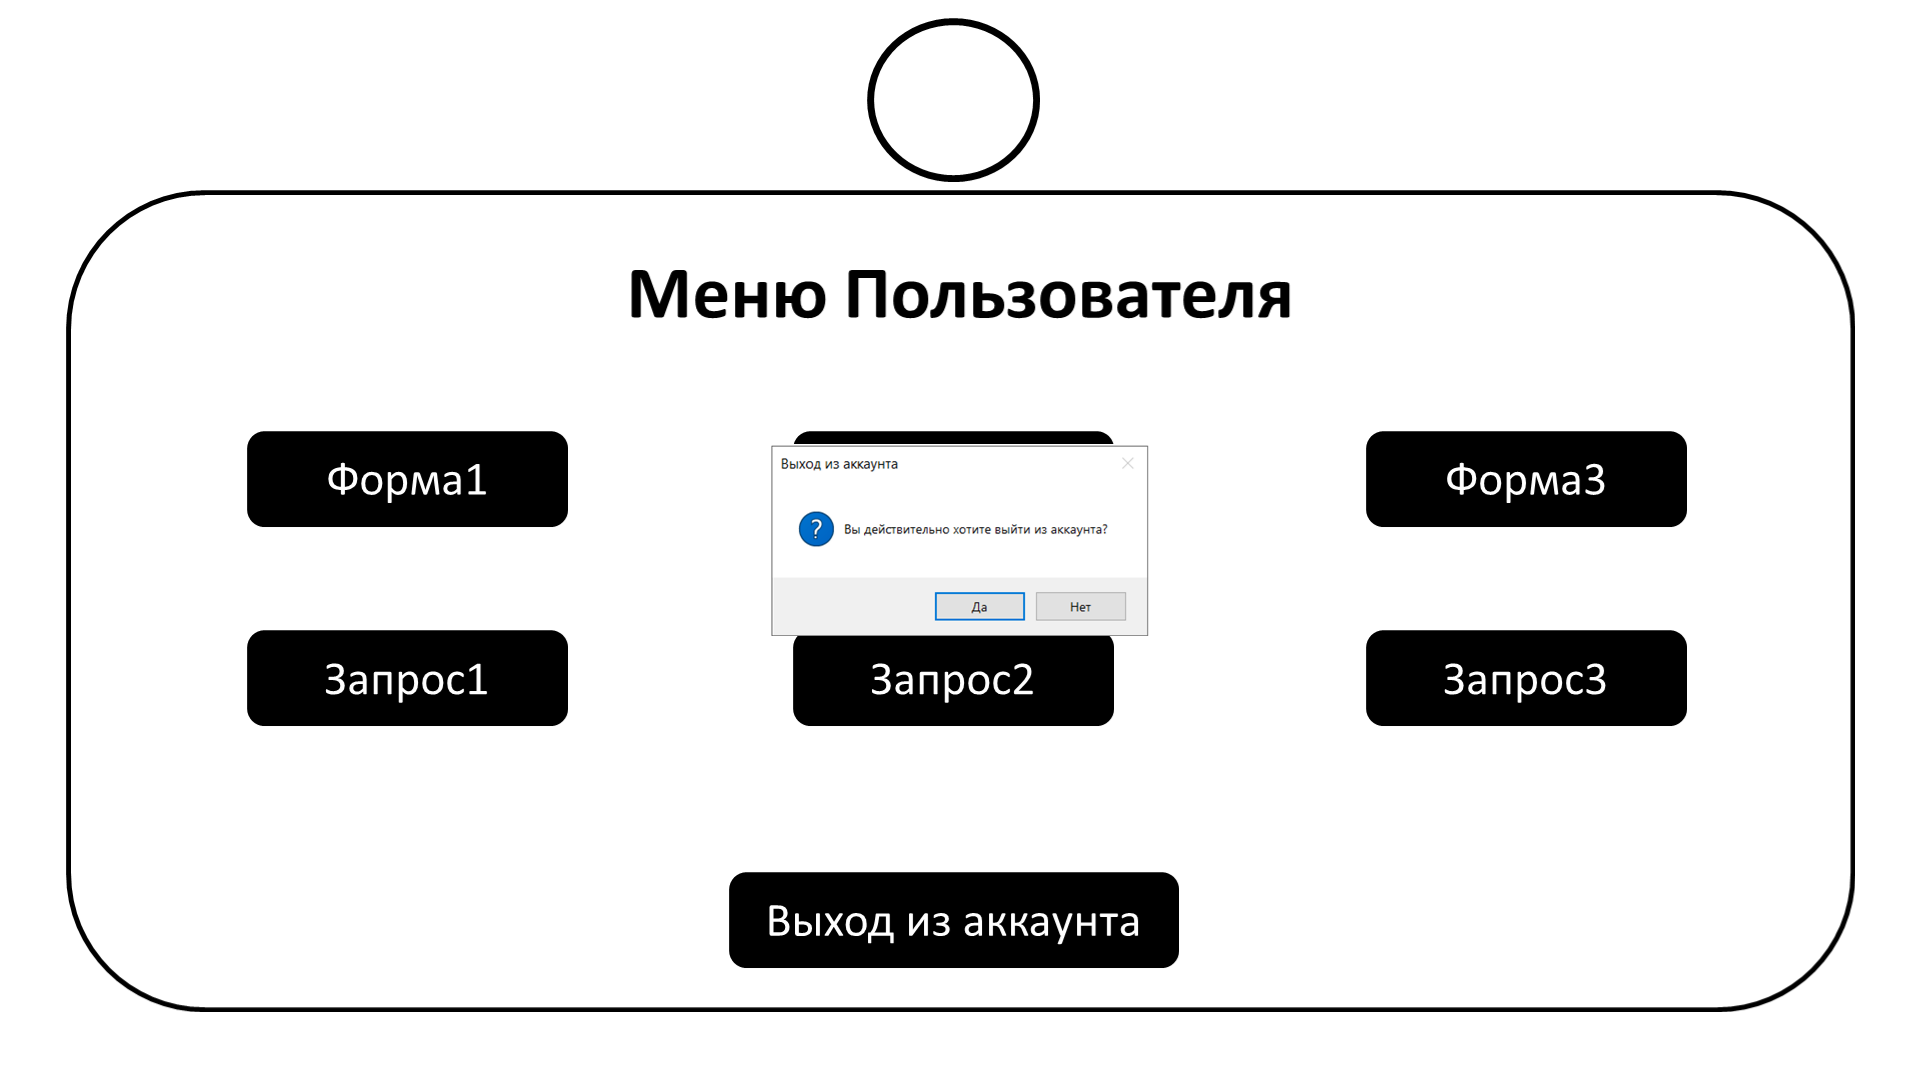 Меню Пользователя
Форма1
Форма3
Выход из аккаунта
Вы действительно хотите выйти из аккаунта?
Да
Нет
Запрос1
Запрос2
Запрос3
Выход из аккаунта